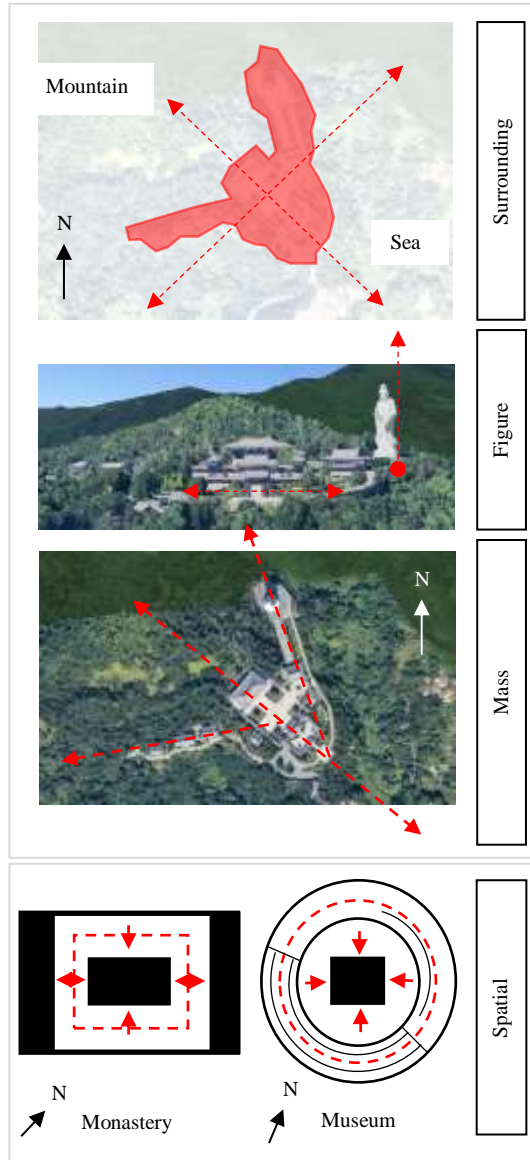 Mountain
N
Sea
Surrounding
Figure
N
Mass
N
Monastery
N
Museum
Spatial